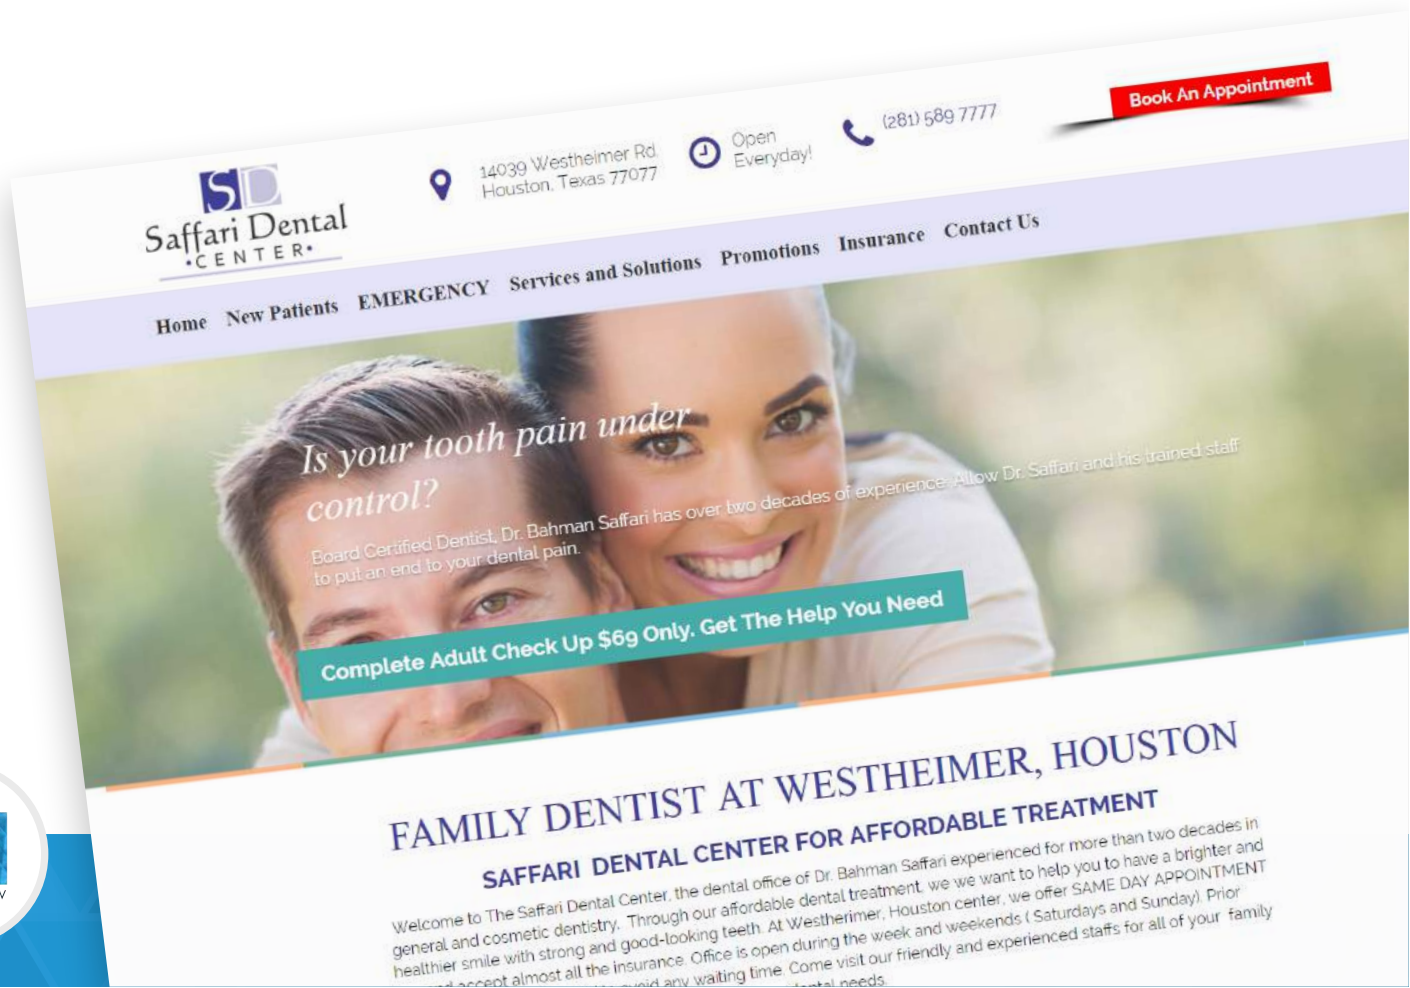 SD
Saffari Dental
•CENTER•
14039 Westheimer Rd.
Houston, Texas 77077
Open
Everyday!
(281) 589 7777
Book An Appointment
Home New Patients EMERGENCY Services and Solutions Promotions Insurance Contact Us
Is your tooth pain under
control?
Board Certified Dentist, Dr. Bahman Saffari has over two decades of experience. Allow Dr. Saffari and his trained staff
to put an end to your dental pain.
Complete Adult Check Up $69 Only. Get The Help You Need
FAMILY DENTIST AT WESTHEIMER, HOUSTON
SAFFARI DENTAL CENTER FOR AFFORDABLE TREATMENT
Welcome to The Saffari Dental Center, the dental office of Dr. Bahman Saffari experienced for more than two decades in
general and cosmetic dentistry. Through our affordable dental treatment, we we want to help you to have a brighter and
healthier smile with strong and good-looking teeth. At Westherimer, Houston center, we offer SAME DAY APPOINTMENT
accept almost all the insurance. Office is open during the week and weekends ( Saturdays and Sunday). Prior
avoid any waiting time. Come visit our friendly and experienced staffs for all of your family
dental needs.